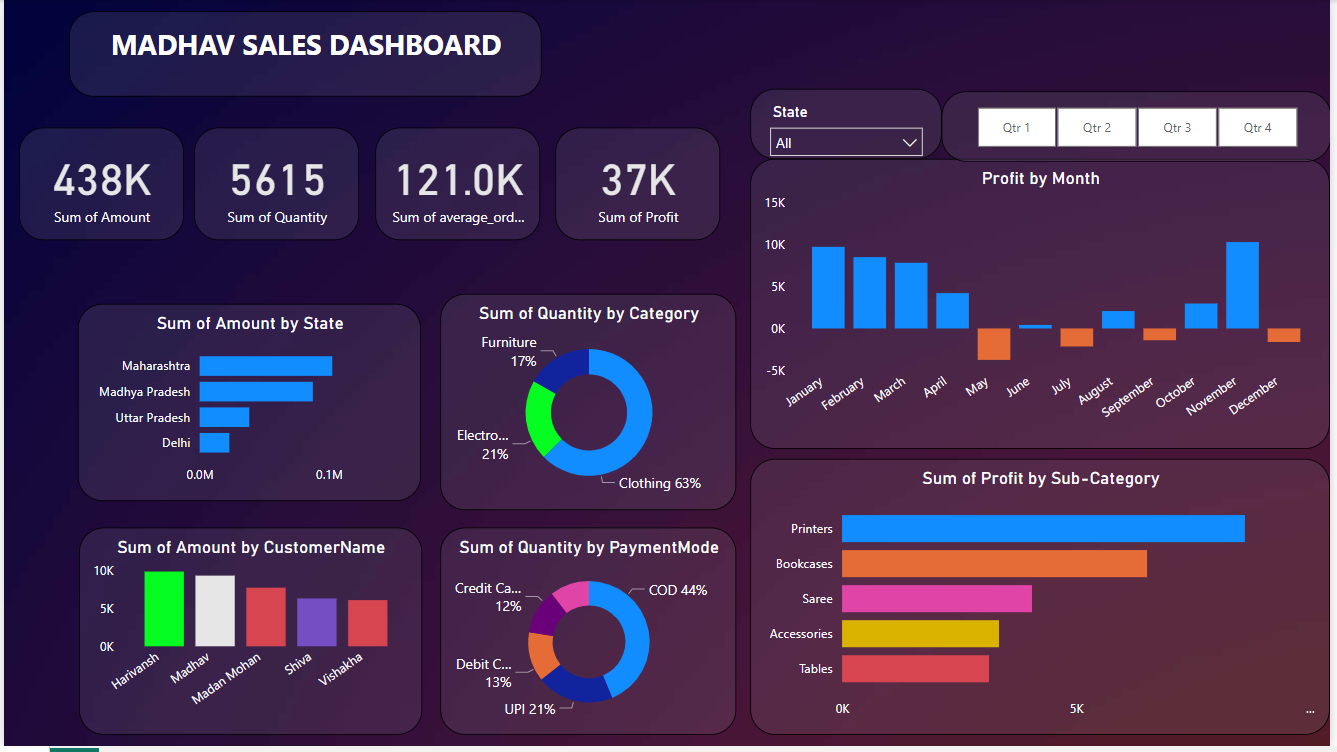 MADHAV SALES DASHBOARD
438K
Sum of Amount
5615
Sum of Quantity
121.0K
Sum of average_ord...
37K
Sum of Profit
State
All
Qtr 1
Qtr 2
Qtr 3
Qtr 4
Profit by Month
15K
10K
5K
0K
-5K
January
February
March
April
May
June
July
August
September
October
November
December
Sum of Amount by State
Maharashtra
Madhya Pradesh
Uttar Pradesh
Delhi
0.0M
0.1M
Sum of Quantity by Category
Furniture
17%
Electro...
21%
Clothing 63%
Sum of Profit by Sub-Category
Printers
Bookcases
Saree
Accessories
Tables
0K
5K
...
Sum of Amount by CustomerName
10K
5K
0K
Harivansh
Madhav
Madan Mohan
Shiva
Vishakha
Sum of Quantity by PaymentMode
Credit Ca...
12%
COD 44%
Debit C...
13%
UPI 21%